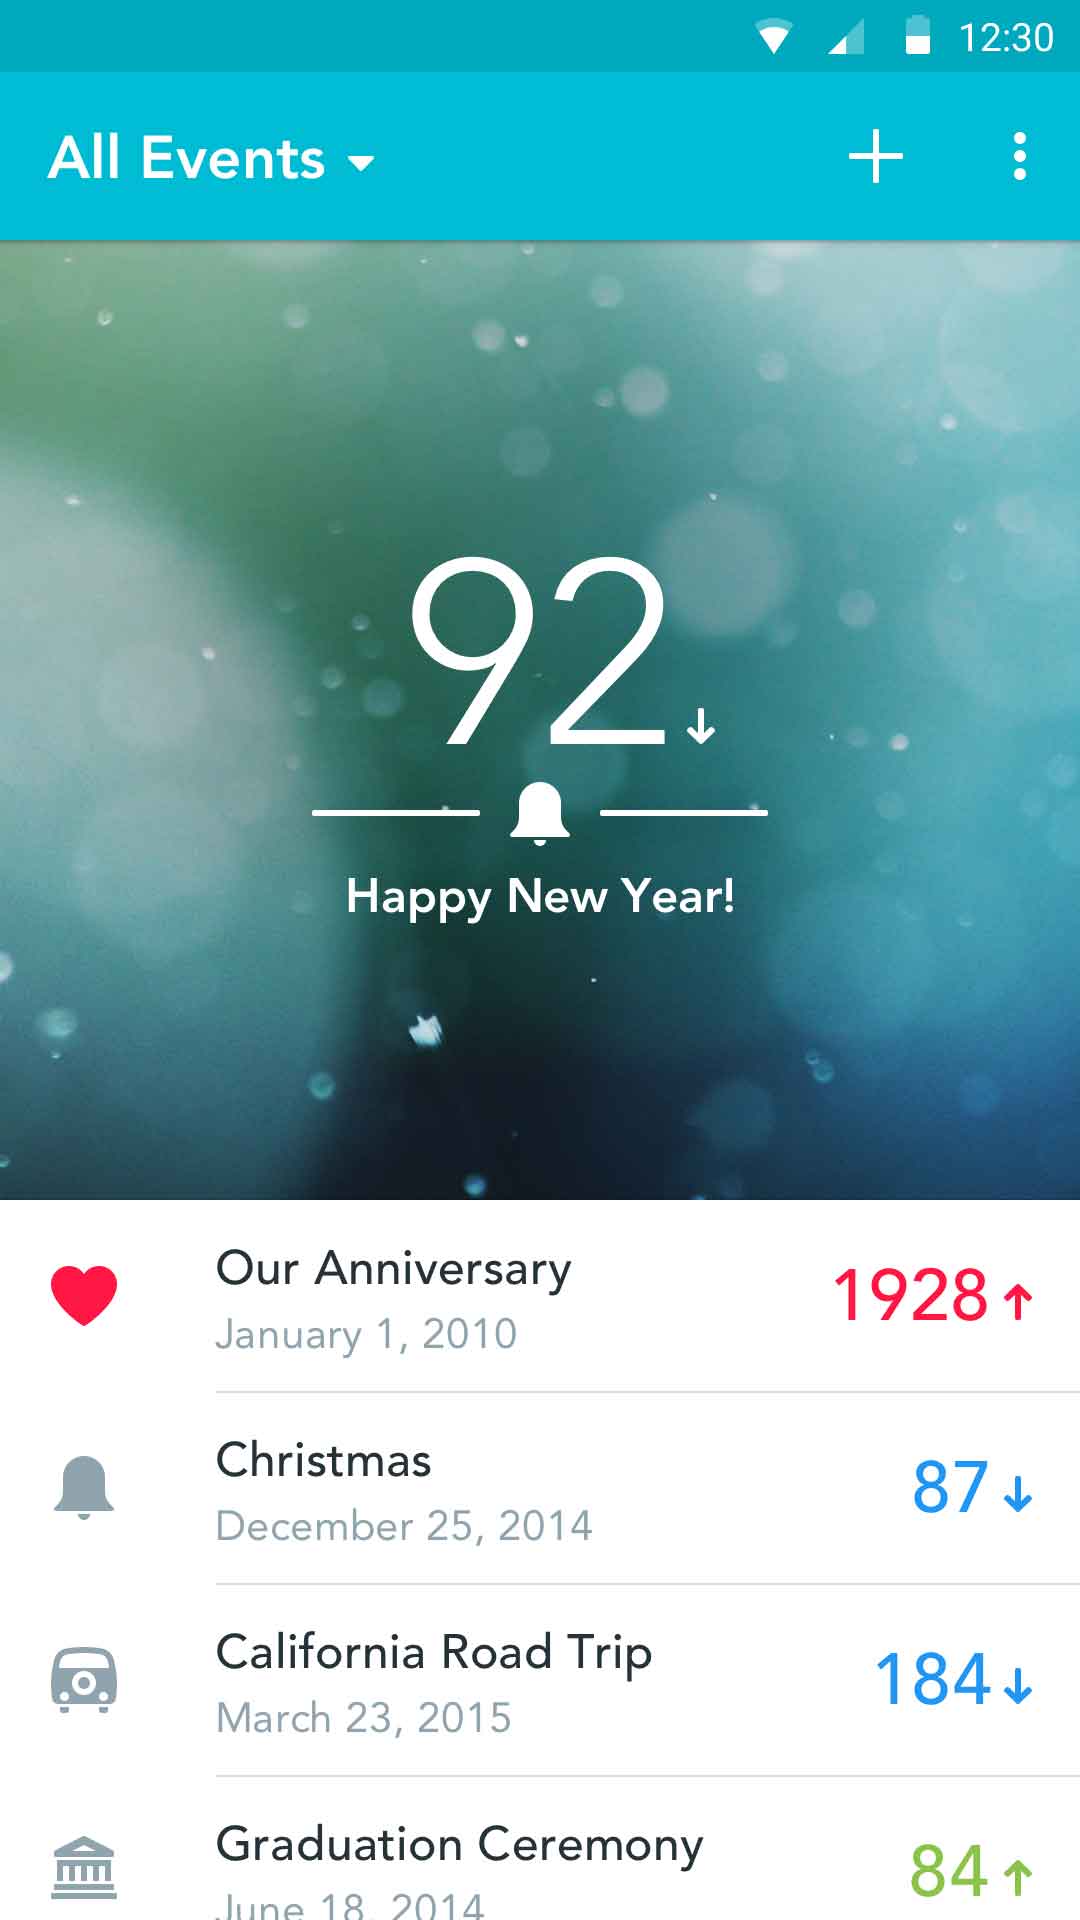 12:30
All Events
92
Happy New Year!
Our Anniversary
January 1, 2010
1928
Christmas
December 25, 2014
87
California Road Trip
March 23, 2015
184
Graduation Ceremony
June 18, 2014
84